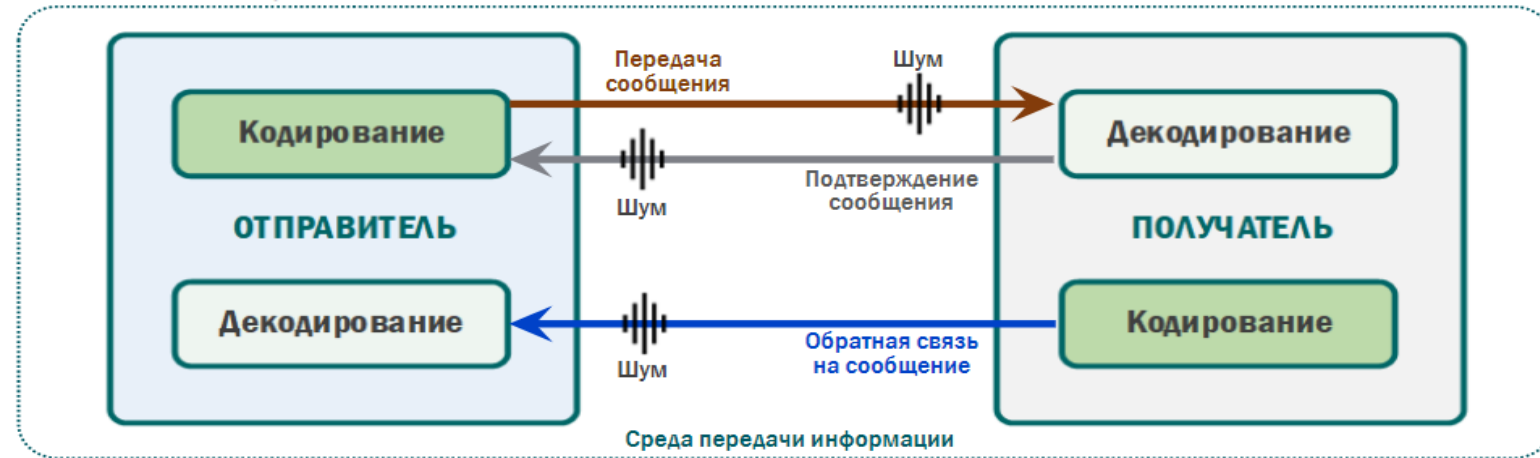 Передача
сообщения
Шум
Кодирование
Декодирование
Шум
Подтверждение
сообщения
ОТПРАВИТЕЛЬ
ПОЛУЧАТЕЛЬ
Декодирование
Кодирование
Шум
Обратная связь
на сообщение
Среда передачи информации